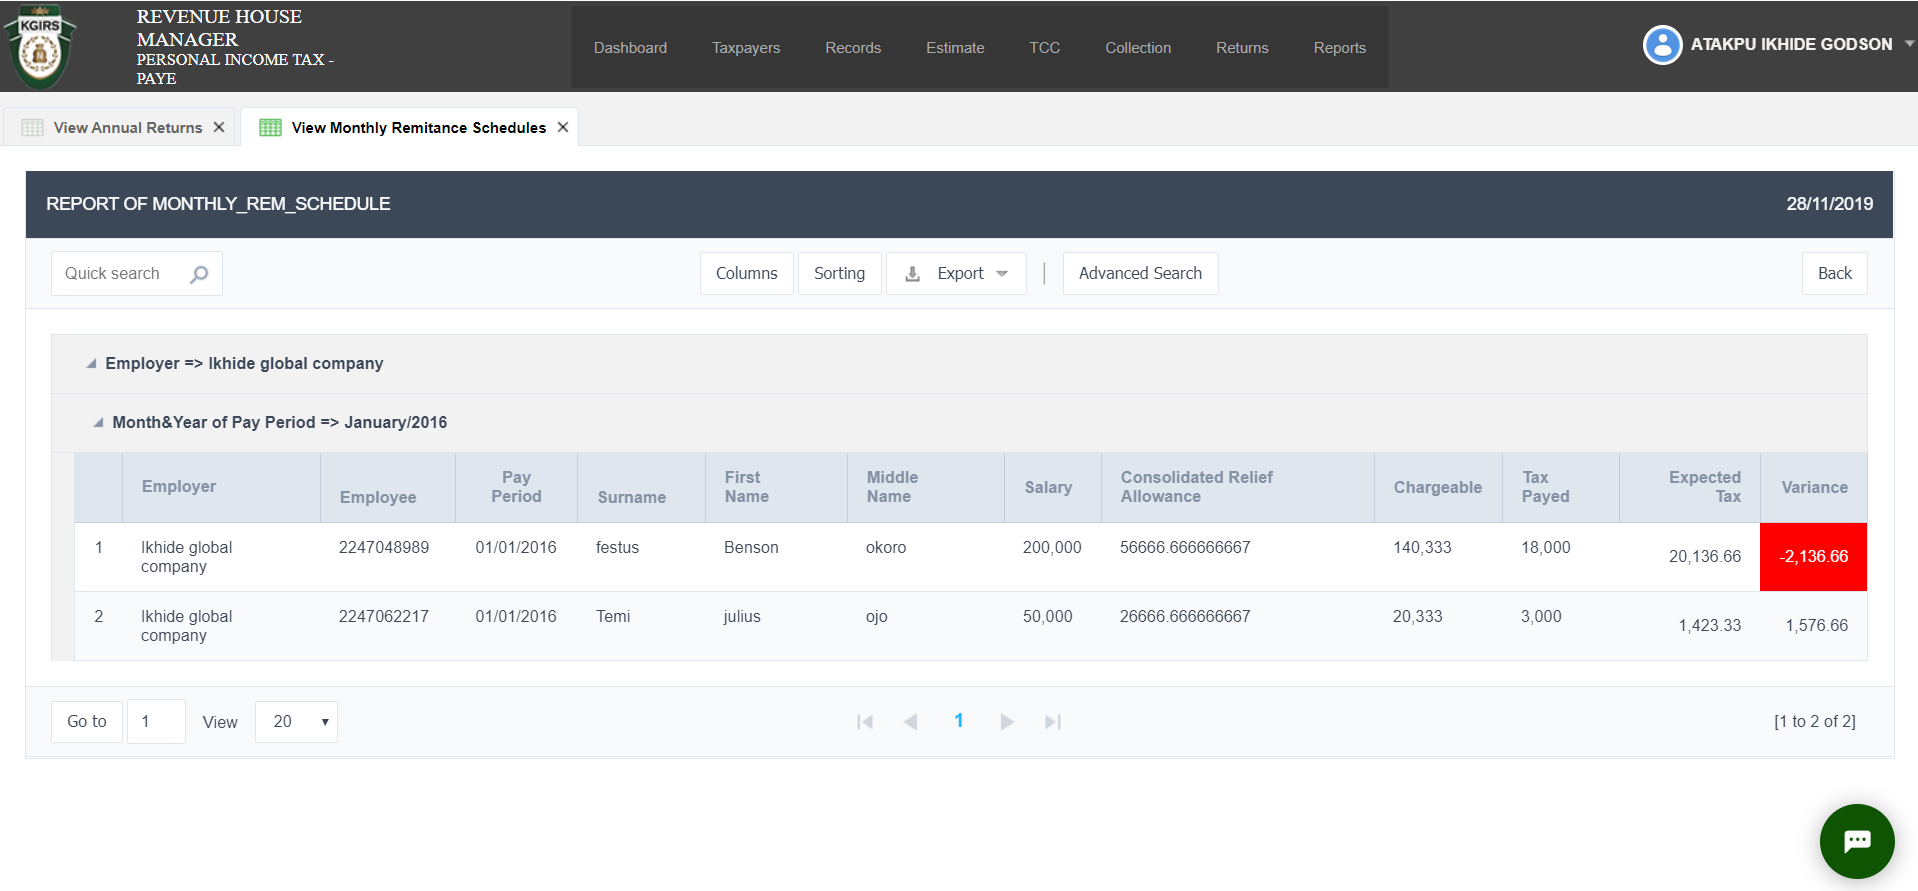 KGIRS
REVENUE HOUSE
MANAGER
PERSONAL INCOME TAX -
PAYE
Dashboard Taxpayers Records Estimate TCC Collection Returns Reports
ATAKPU IKHIDE GODSON
View Annual Returns
View Monthly Remitance Schedules
REPORT OF MONTHLY_REM_SCHEDULE
28/11/2019
Quick search
Columns Sorting Export Advanced Search Back
Employer => Ikhide global company
Month&Year of Pay Period => January/2016
Employer Employee Pay Period Surname First Name Middle Name Salary Consolidated Relief Allowance Chargeable Tax Payed Expected Tax Variance
1 Ikhide global company 2247048989 01/01/2016 festus Benson okoro 200,000 56666.666666667 140,333 18,000 20,136.66 -2,136.66
2 Ikhide global company 2247062217 01/01/2016 Temi julius ojo 50,000 26666.666666667 20,333 3,000 1,423.33 1,576.66
Go to 1 View 20 1 [1 to 2 of 2]